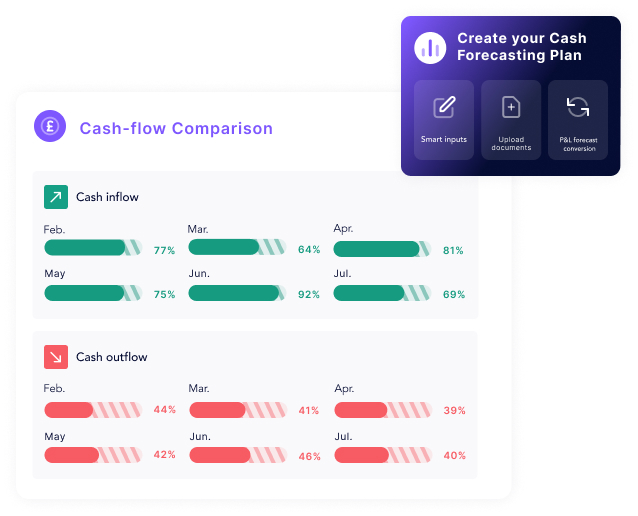 Create your Cash
Forecasting Plan
Smart inputs
Upload
documents
P&L forecast
conversion
£
Cash-flow Comparison
Cash inflow
Feb.
77%
Mar.
64%
Apr.
81%
May
75%
Jun.
92%
Jul.
69%
Cash outflow
Feb.
44%
Mar.
41%
Apr.
39%
May
42%
Jun.
46%
Jul.
40%